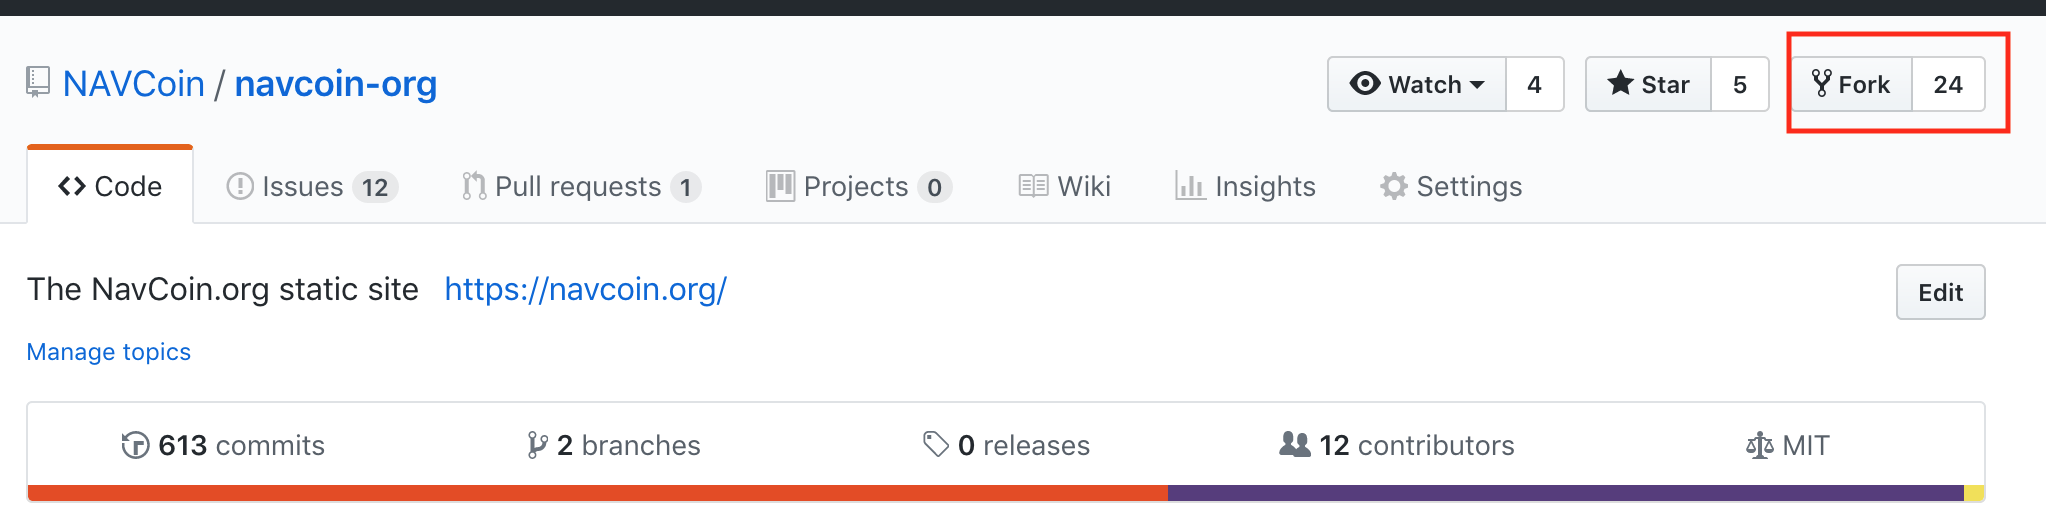 NAVCoin / navcoin-org Watch 4 Star 5 Fork 24
Code Issues 12 Pull requests 1 Projects 0 Wiki Insights Settings
The NavCoin.org static site https://navcoin.org/ Edit
Manage topics
613 commits 2 branches 0 releases 12 contributors MIT